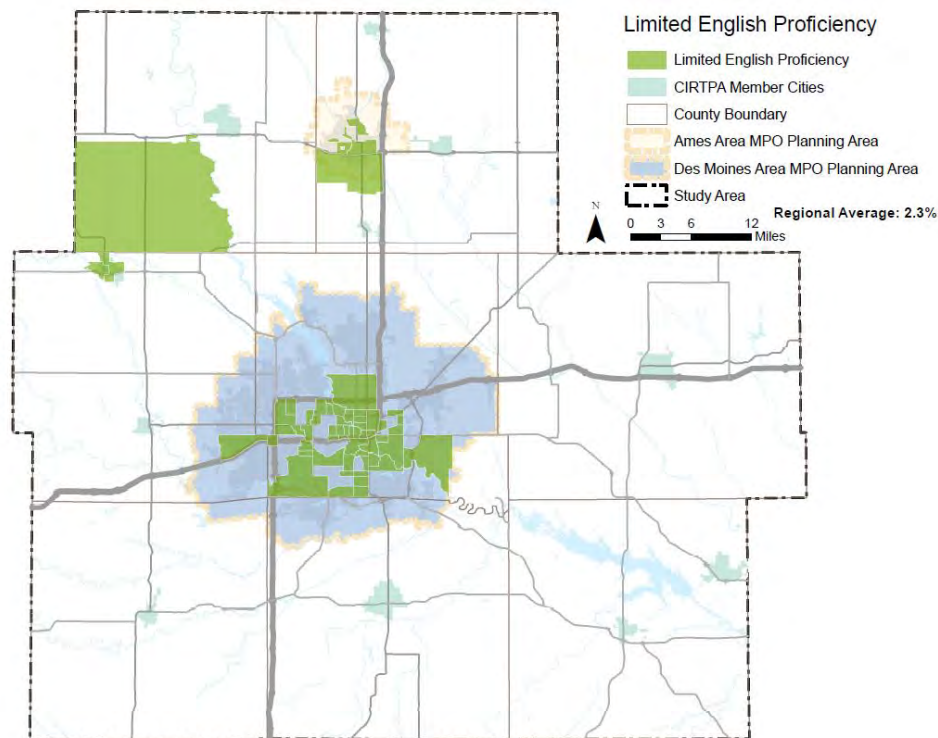 Limited English Proficiency
Limited English Proficiency
CIRTPA Member Cities
County Boundary
Ames Area MPO Planning Area
Des Moines Area MPO Planning Area
Study Area
Regional Average: 2.3%
N
0 3 6 12
Miles